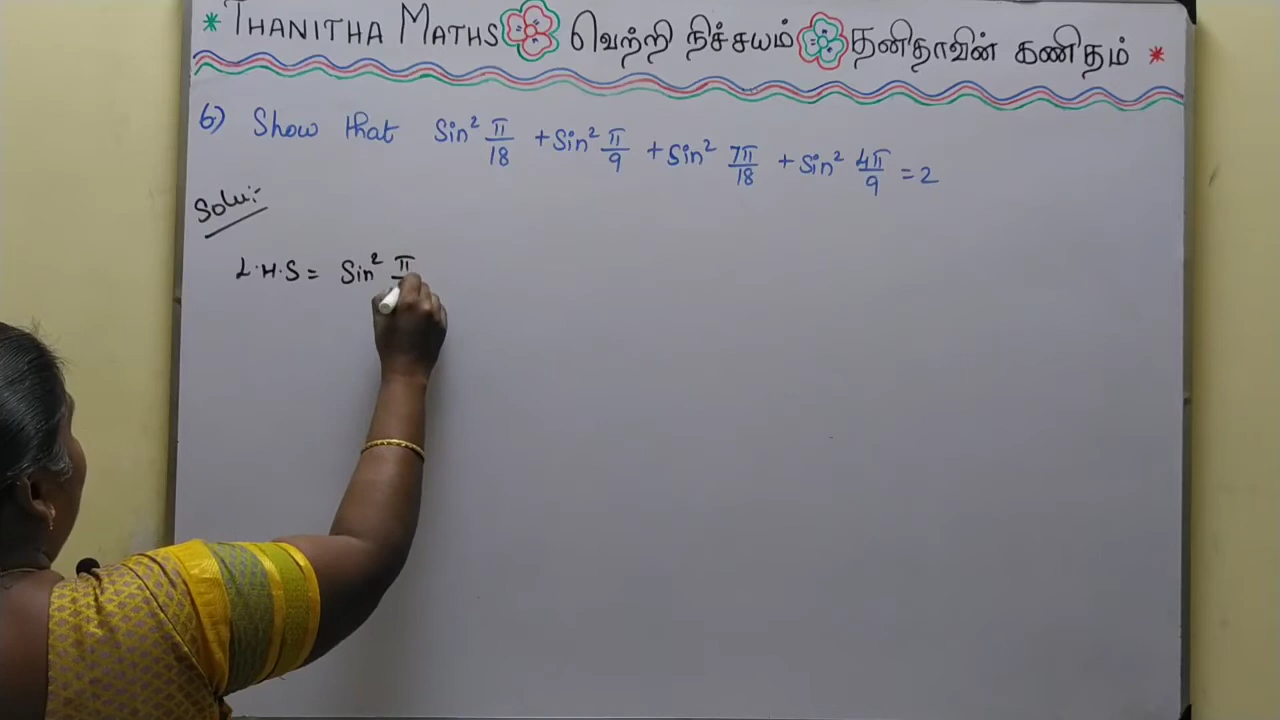 * THANITHA MATHS வெற்றி நிச்சயம் தனிதாவின் கணிதம் *
6) Show that Sin² π/18 + Sin² π/9 + Sin² 7π/18 + Sin² 4π/9 = 2
Solu:-
L.H.S = Sin² π